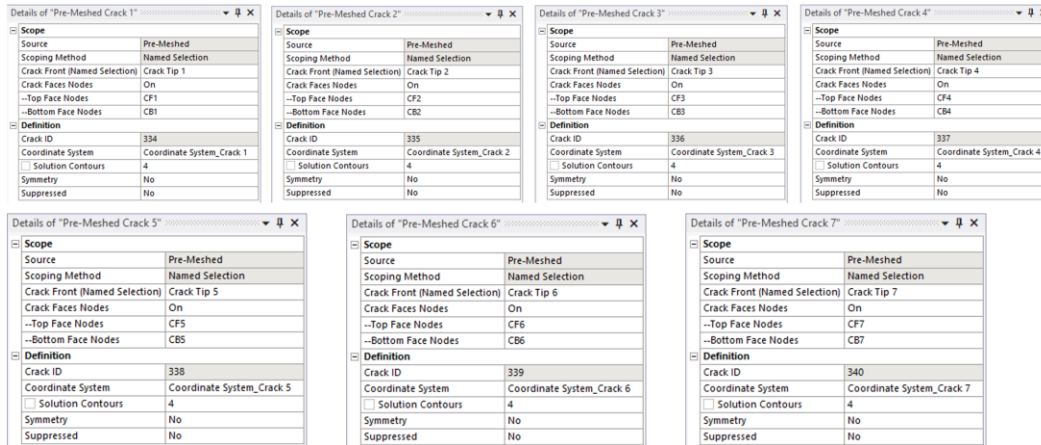 Details of "Pre-Meshed Crack 1"
Scope
Source Pre-Meshed
Scoping Method Named Selection
Crack Front (Named Selection) Crack Tip 1
Crack Faces Nodes On
--Top Face Nodes CF1
--Bottom Face Nodes CB1
Definition
Crack ID 334
Coordinate System Coordinate System_Crack 1
Solution Contours 4
Symmetry No
Suppressed No
Details of "Pre-Meshed Crack 2"
Scope
Source Pre-Meshed
Scoping Method Named Selection
Crack Front (Named Selection) Crack Tip 2
Crack Faces Nodes On
--Top Face Nodes CF2
--Bottom Face Nodes CB2
Definition
Crack ID 335
Coordinate System Coordinate System_Crack 2
Solution Contours 4
Symmetry No
Suppressed No
Details of "Pre-Meshed Crack 3"
Scope
Source Pre-Meshed
Scoping Method Named Selection
Crack Front (Named Selection) Crack Tip 3
Crack Faces Nodes On
--Top Face Nodes CF3
--Bottom Face Nodes CB3
Definition
Crack ID 336
Coordinate System Coordinate System_Crack 3
Solution Contours 4
Symmetry No
Suppressed No
Details of "Pre-Meshed Crack 4"
Scope
Source Pre-Meshed
Scoping Method Named Selection
Crack Front (Named Selection) Crack Tip 4
Crack Faces Nodes On
--Top Face Nodes CF4
--Bottom Face Nodes CB4
Definition
Crack ID 337
Coordinate System Coordinate System_Crack 4
Solution Contours 4
Symmetry No
Suppressed No
Details of "Pre-Meshed Crack 5"
Scope
Source Pre-Meshed
Scoping Method Named Selection
Crack Front (Named Selection) Crack Tip 5
Crack Faces Nodes On
--Top Face Nodes CF5
--Bottom Face Nodes CB5
Definition
Crack ID 338
Coordinate System Coordinate System_Crack 5
Solution Contours 4
Symmetry No
Suppressed No
Details of "Pre-Meshed Crack 6"
Scope
Source Pre-Meshed
Scoping Method Named Selection
Crack Front (Named Selection) Crack Tip 6
Crack Faces Nodes On
--Top Face Nodes CF6
--Bottom Face Nodes CB6
Definition
Crack ID 339
Coordinate System Coordinate System_Crack 6
Solution Contours 4
Symmetry No
Suppressed No
Details of "Pre-Meshed Crack 7"
Scope
Source Pre-Meshed
Scoping Method Named Selection
Crack Front (Named Selection) Crack Tip 7
Crack Faces Nodes On
--Top Face Nodes CF7
--Bottom Face Nodes CB7
Definition
Crack ID 340
Coordinate System Coordinate System_Crack 7
Solution Contours 4
Symmetry No
Suppressed No